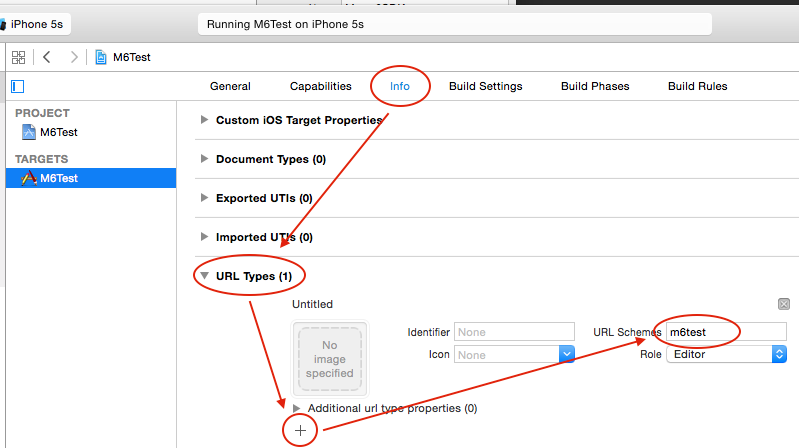 iPhone 5s
Running M6Test on iPhone 5s
M6Test
General Capabilities Info Build Settings Build Phases Build Rules
PROJECT
M6Test
TARGETS
M6Test
Custom iOS Target Properties
Document Types (0)
Exported UTIs (0)
Imported UTIs (0)
URL Types (1)
Untitled
No
image
specified
Identifier None
URL Schemes m6test
Icon None
Role Editor
Additional url type properties (0)